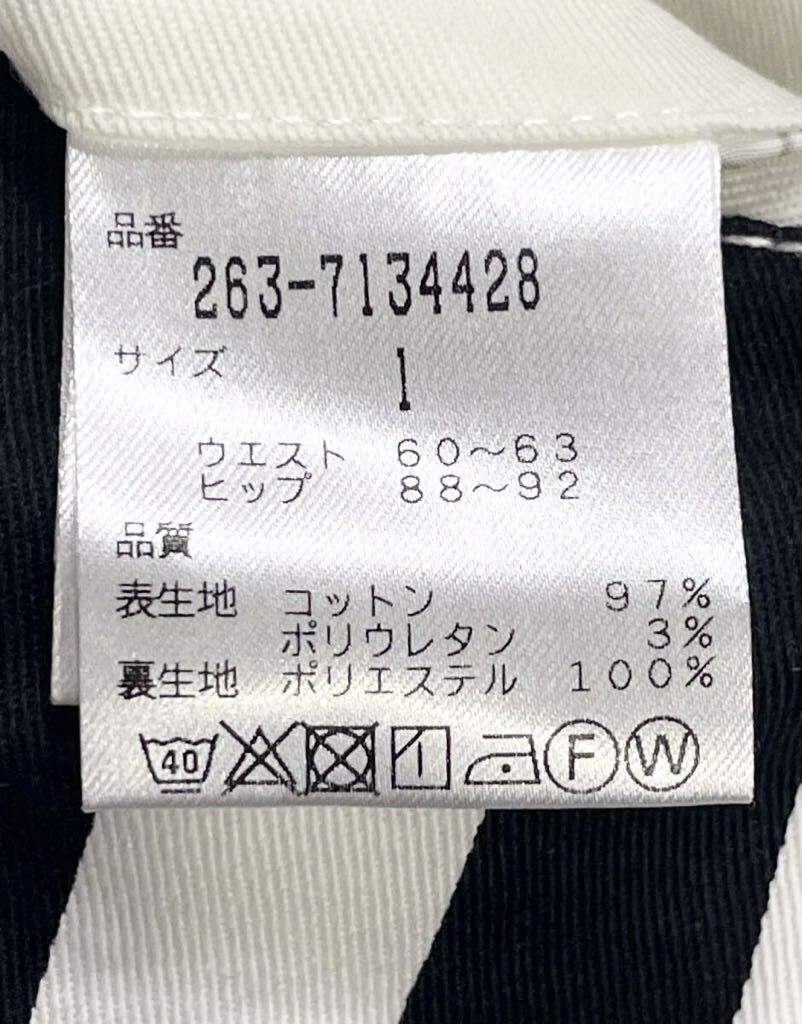 品番
263-7134428
サイズ 1
ウエスト 60～63
ヒップ 88～92
品質
表生地 コットン 97%
ポリウレタン 3%
裏生地 ポリエステル 100%
40 F W